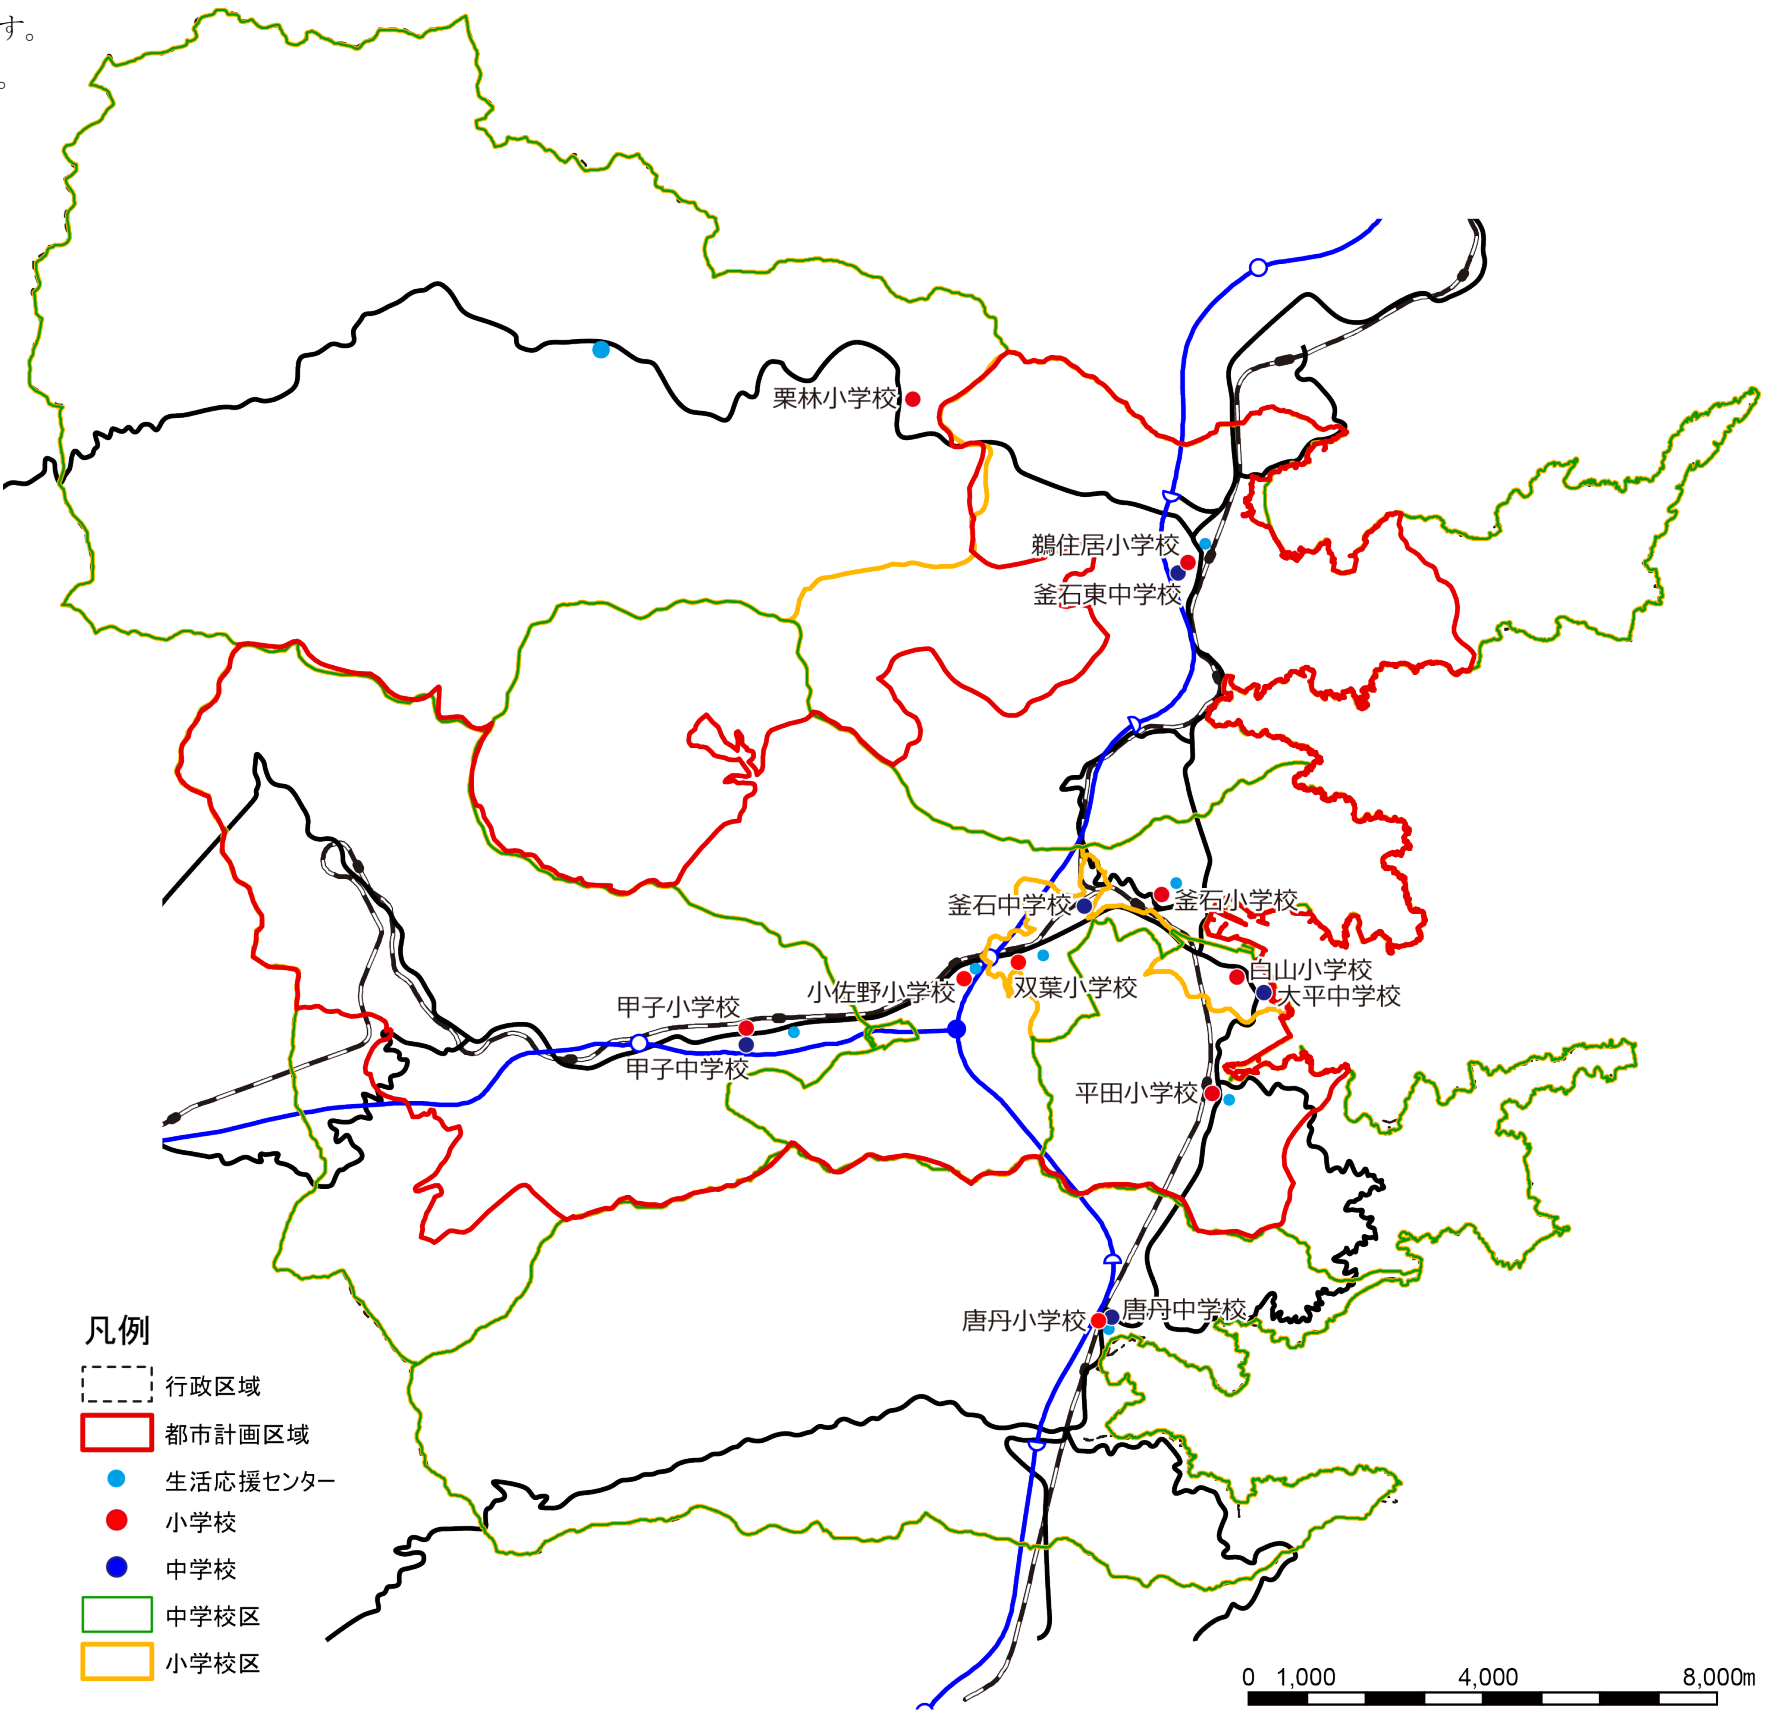 す。
。
栗林小学校
鵜住居小学校
釜石東中学校
釜石中学校
釜石小学校
白山小学校
大平中学校
小佐野小学校
双葉小学校
甲子小学校
甲子中学校
平田小学校
唐丹小学校
唐丹中学校
凡例
行政区域
都市計画区域
生活応援センター
小学校
中学校
中学校区
小学校区
0 1,000 4,000 8,000m